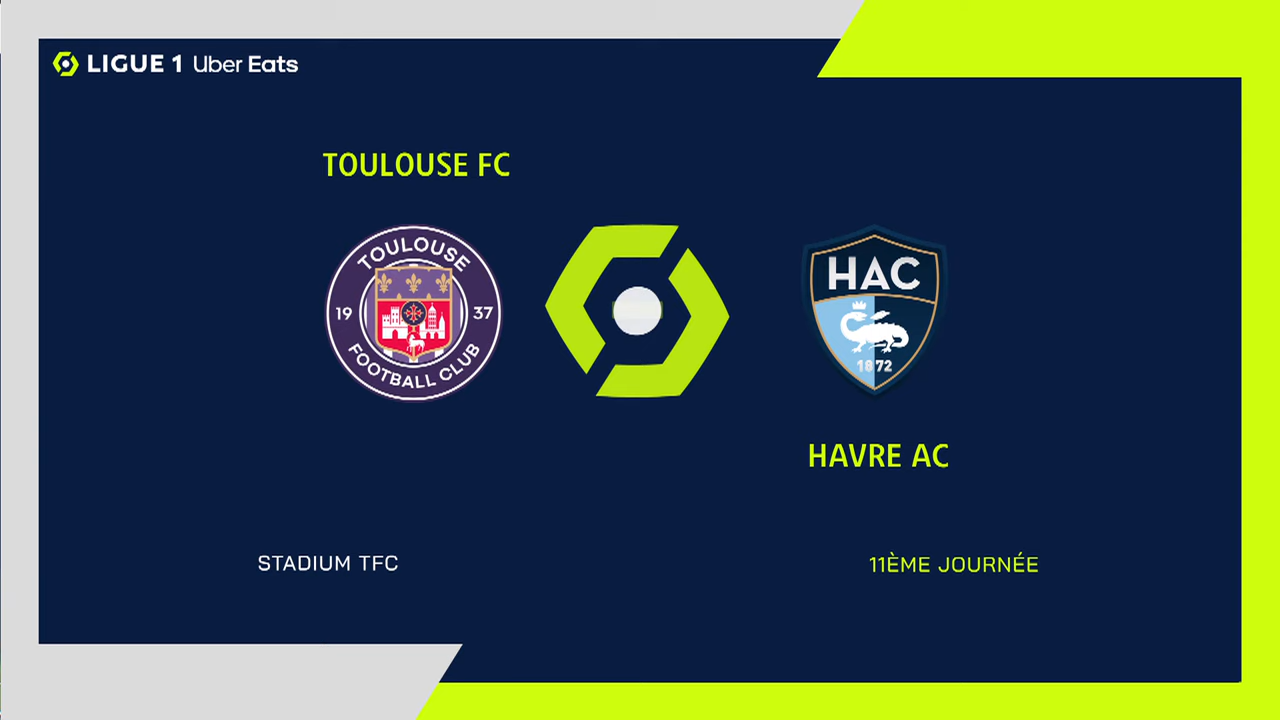 LIGUE 1 Uber Eats
TOULOUSE FC
TOULOUSE
19 37
FOOTBALL CLUB
HAC
1872
HAVRE AC
STADIUM TFC
11ÈME JOURNÉE